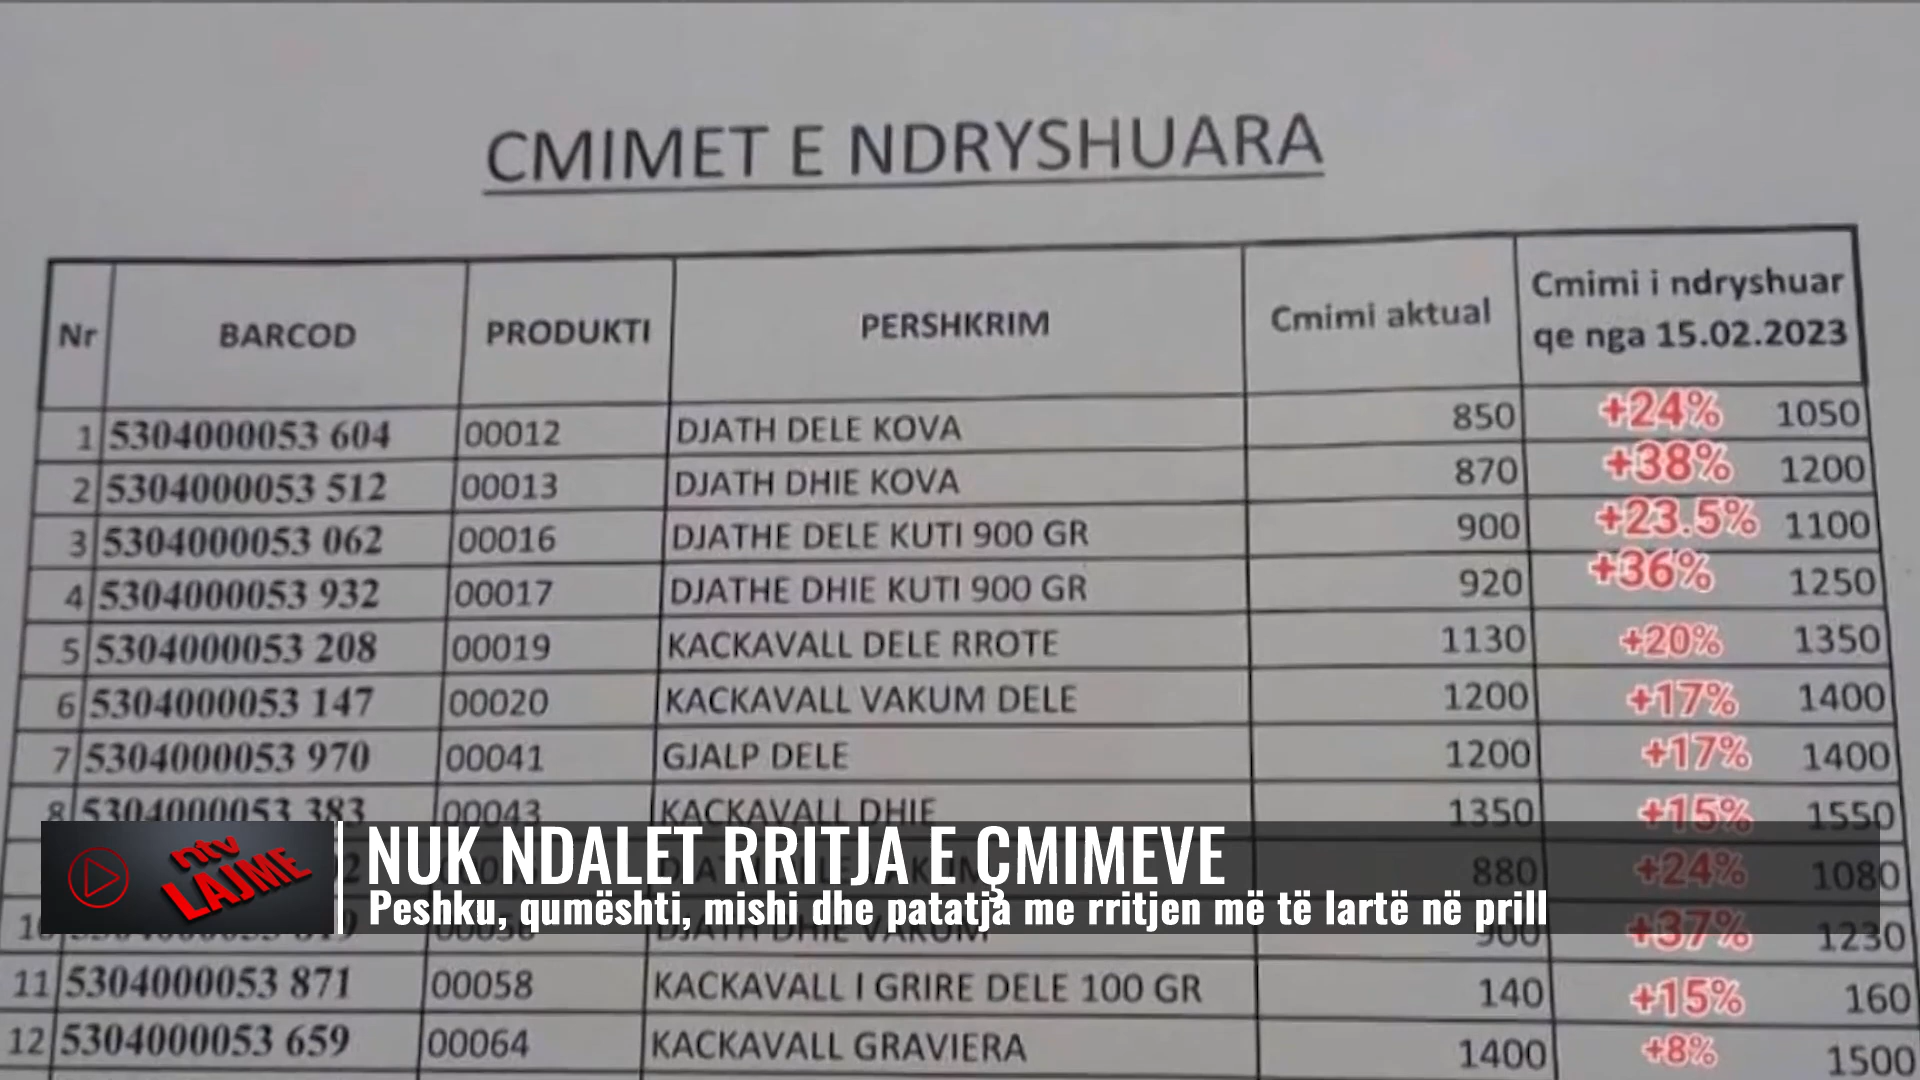 CMIMET E NDRYSHUARA
Nr BARCOD PRODUKTI PERSHKRIM Cmimi aktual Cmimi i ndryshuar
qe nga 15.02.2023
1 5304000053 604 00012 DJATH DELE KOVA 850 +24% 1050
2 5304000053 512 00013 DJATH DHIE KOVA 870 +38% 1200
3 5304000053 062 00016 DJATHE DELE KUTI 900 GR 900 +23.5% 1100
4 5304000053 932 00017 DJATHE DHIE KUTI 900 GR 920 +36% 1250
5 5304000053 208 00019 KACKAVALL DELE RROTE 1130 +20% 1350
6 5304000053 147 00020 KACKAVALL VAKUM DELE 1200 +17% 1400
7 5304000053 970 00041 GJALP DELE 1200 +17% 1400
8 5304000053 383 00043 KACKAVALL DHIE 1350 +15% 1550
880 +24% 1080
10 DJATH DHIE VAKUM 900 +37% 1230
11 5304000053 871 00058 KACKAVALL I GRIRE DELE 100 GR 140 +15% 160
12 5304000053 659 00064 KACKAVALL GRAVIERA 1400 +8% 1500
ntv
LAJME
NUK NDALET RRITJA E ÇMIMEVE
Peshku, qumështi, mishi dhe patatja me rritjen më të lartë në prill